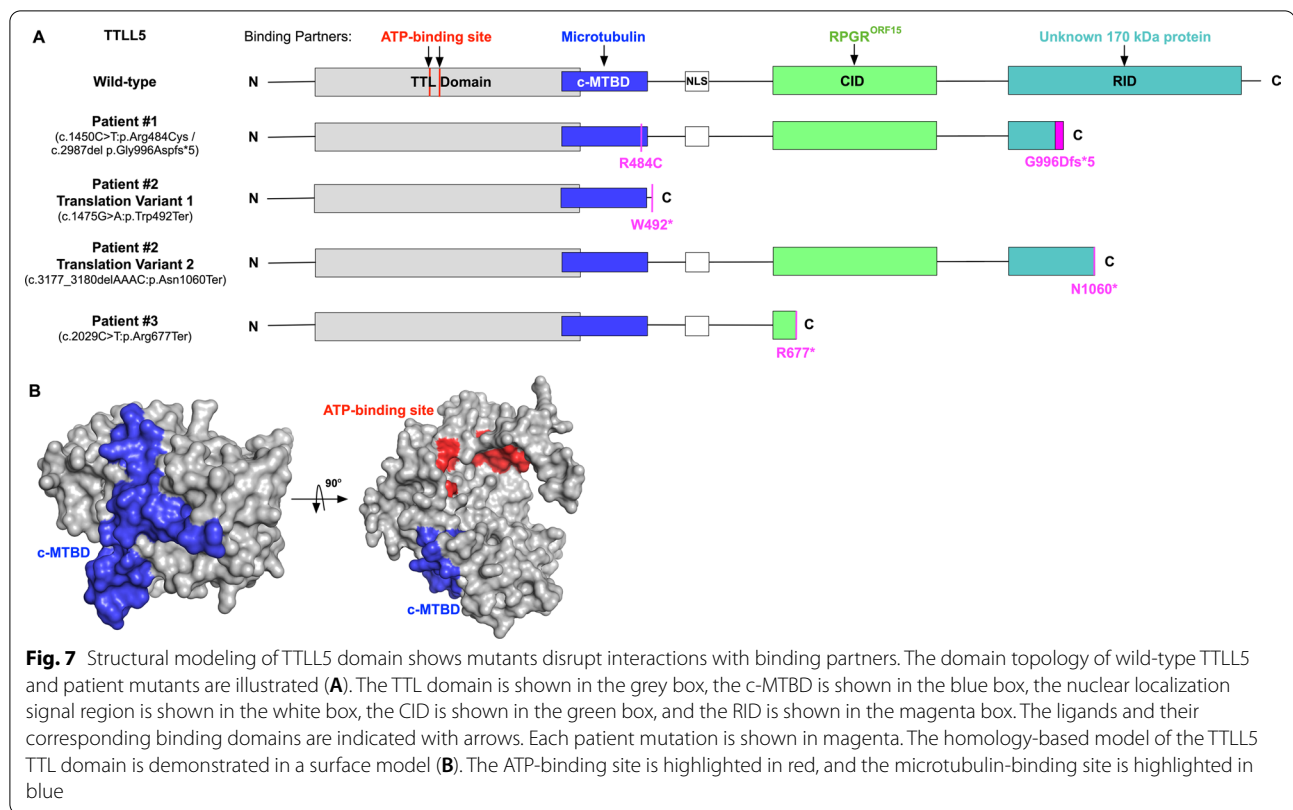 A TTLL5 Binding Partners: ATP-binding site Microtubulin RPGR^ORF15 Unknown 170 kDa protein
Wild-type N TTL Domain c-MTBD NLS CID RID C
Patient #1
(c.1450C>T:p.Arg484Cys /
c.2987del p.Gly996Aspfs*5)
N C
R484C G996Dfs*5
Patient #2
Translation Variant 1
(c.1475G>A:p.Trp492Ter)
N C
W492*
Patient #2
Translation Variant 2
(c.3177_3180delAAAC:p.Asn1060Ter)
N C
N1060*
Patient #3
(c.2029C>T:p.Arg677Ter)
N C
R677*
B
ATP-binding site
90º
c-MTBD
c-MTBD
Fig. 7 Structural modeling of TTLL5 domain shows mutants disrupt interactions with binding partners. The domain topology of wild-type TTLL5
and patient mutants are illustrated (A). The TTL domain is shown in the grey box, the c-MTBD is shown in the blue box, the nuclear localization
signal region is shown in the white box, the CID is shown in the green box, and the RID is shown in the magenta box. The ligands and their
corresponding binding domains are indicated with arrows. Each patient mutation is shown in magenta. The homology-based model of the TTLL5
TTL domain is demonstrated in a surface model (B). The ATP-binding site is highlighted in red, and the microtubulin-binding site is highlighted in
blue